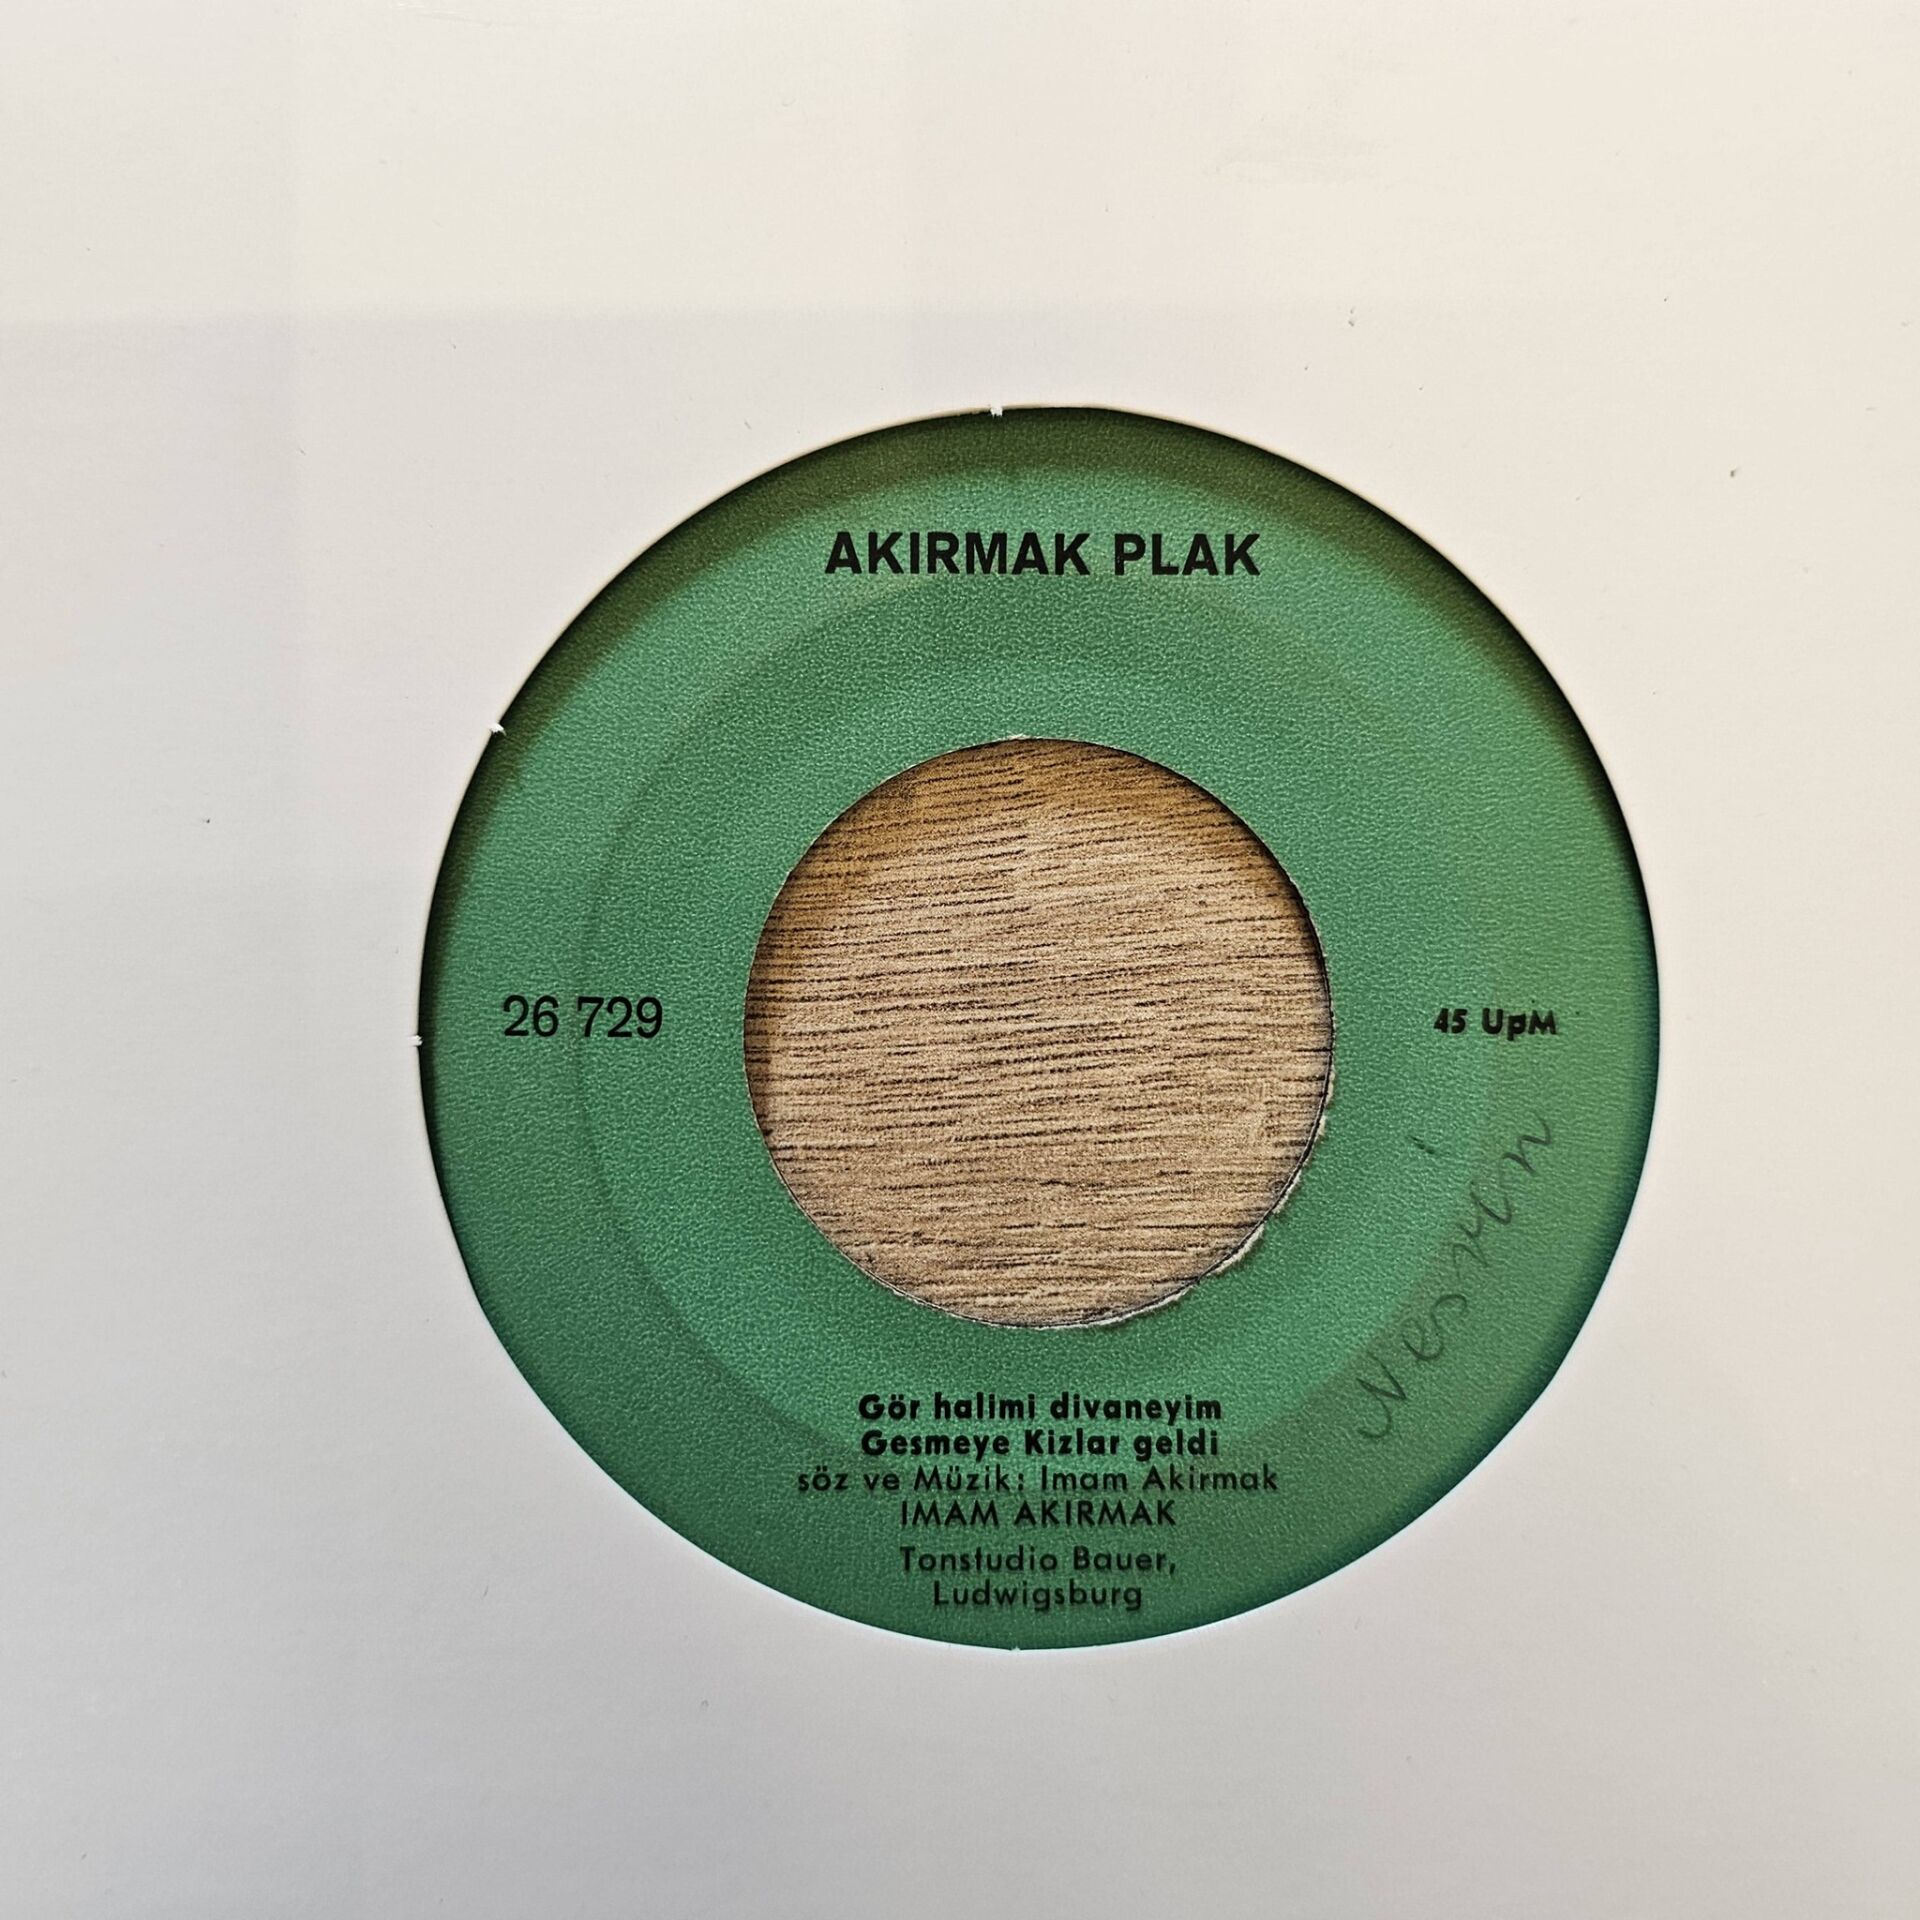 AKIRMAK PLAK
26 729
45 UpM
Nesrin
Gör halimi divaneyim
Gesmeye Kizlar geldi
söz ve Müzik: Imam Akirmak
IMAM AKIRMAK
Tonstudio Bauer,
Ludwigsburg